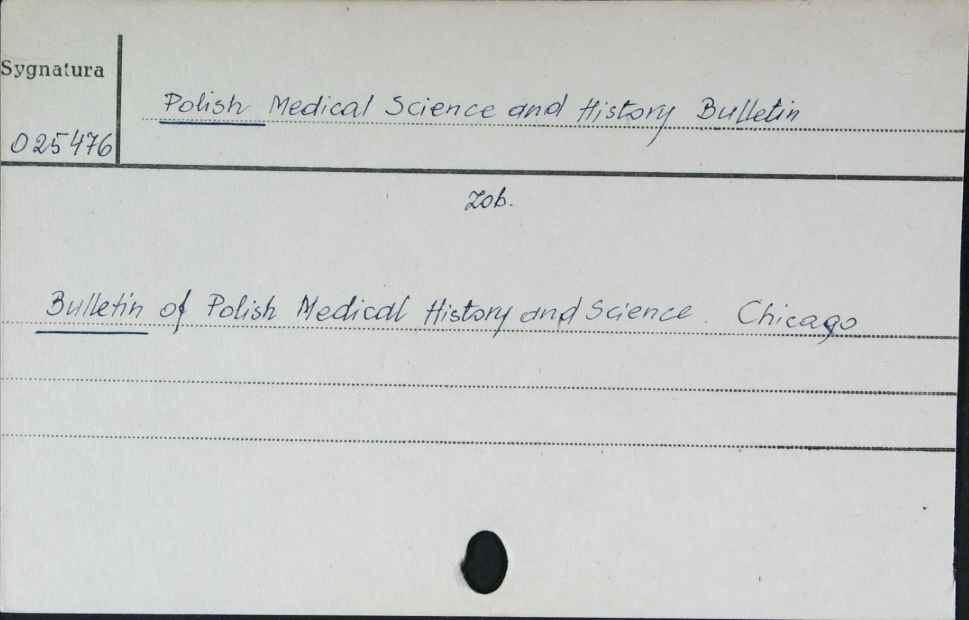 Sygnatura
Polish Medical Science and History Bulletin
025476
Zob.
Bulletin of Polish Medical History and Science. Chicago